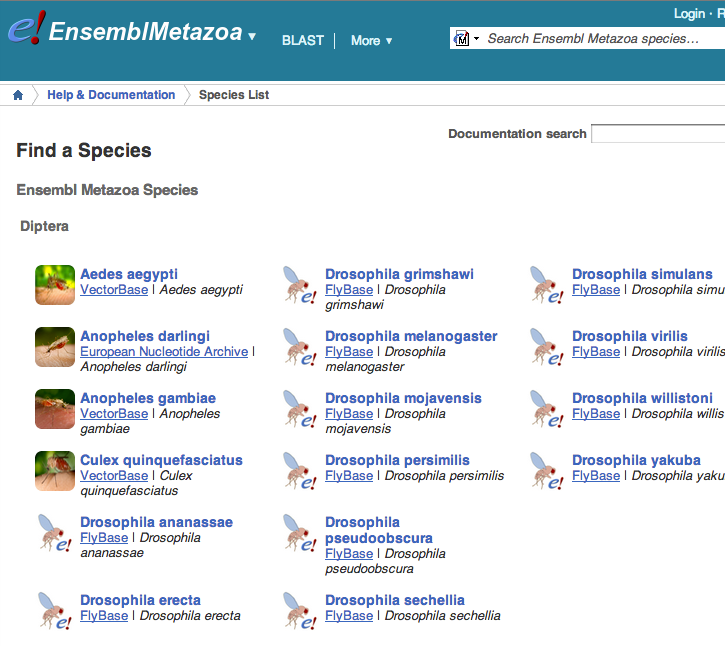 e! EnsemblMetazoa ▾
BLAST | More ▼
Login · R
Search Ensembl Metazoa species…
Help & Documentation
Species List
Documentation search
Find a Species
Ensembl Metazoa Species
Diptera
Aedes aegypti
VectorBase | Aedes aegypti
Anopheles darlingi
European Nucleotide Archive |
Anopheles darlingi
Anopheles gambiae
VectorBase | Anopheles
gambiae
Culex quinquefasciatus
VectorBase | Culex
quinquefasciatus
Drosophila ananassae
FlyBase | Drosophila
ananassae
Drosophila erecta
FlyBase | Drosophila erecta
Drosophila grimshawi
FlyBase | Drosophila
grimshawi
Drosophila melanogaster
FlyBase | Drosophila
melanogaster
Drosophila mojavensis
FlyBase | Drosophila
mojavensis
Drosophila persimilis
FlyBase | Drosophila persimilis
Drosophila
pseudoobscura
FlyBase | Drosophila
pseudoobscura
Drosophila sechellia
FlyBase | Drosophila sechellia
Drosophila simulans
FlyBase | Drosophila simu
Drosophila virilis
FlyBase | Drosophila virilis
Drosophila willistoni
FlyBase | Drosophila willis
Drosophila yakuba
FlyBase | Drosophila yaku